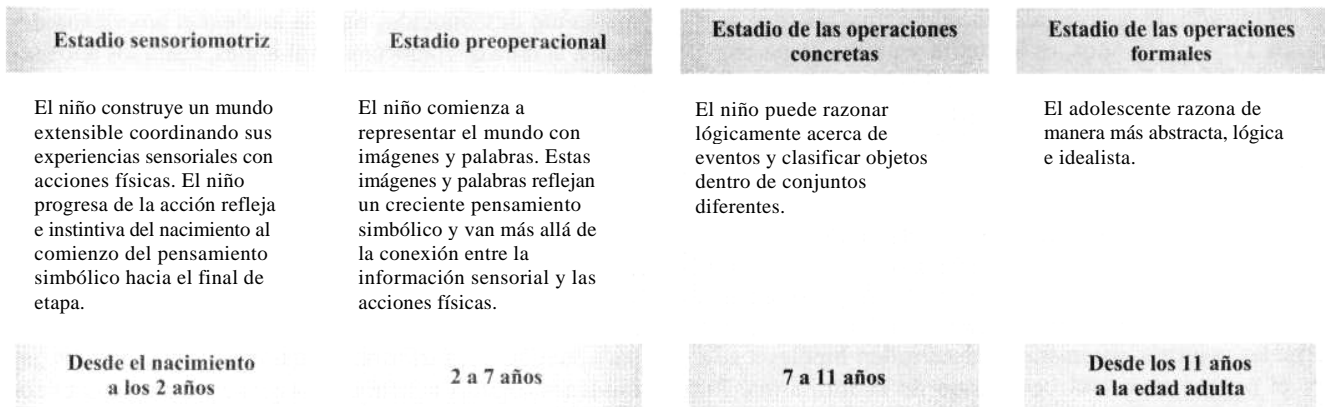 Estadio sensoriomotriz
Estadio preoperacional
Estadio de las operaciones
concretas
Estadio de las operaciones
formales
El niño construye un mundo
extensible coordinando sus
experiencias sensoriales con
acciones físicas. El niño
progresa de la acción refleja
e instintiva del nacimiento al
comienzo del pensamiento
simbólico hacia el final de
etapa.
El niño comienza a
representar el mundo con
imágenes y palabras. Estas
imágenes y palabras reflejan
un creciente pensamiento
simbólico y van más allá de
la conexión entre la
información sensorial y las
acciones físicas.
El niño puede razonar
lógicamente acerca de
eventos y clasificar objetos
dentro de conjuntos
diferentes.
El adolescente razona de
manera más abstracta, lógica
e idealista.
Desde el nacimiento
a los 2 años
2 a 7 años
7 a 11 años
Desde los 11 años
a la edad adulta